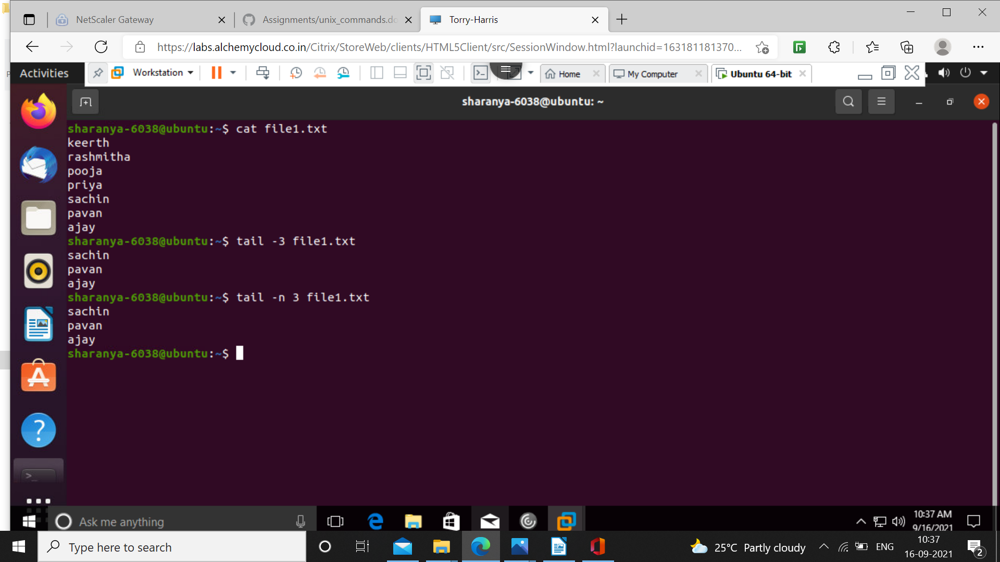 NetScaler Gateway
Assignments/unix_commands.do
Torry-Harris
https://labs.alchemycloud.co.in/Citrix/StoreWeb/clients/HTML5Client/src/SessionWindow.html?launchid=163181181370...
Activities
Workstation
Home
My Computer
Ubuntu 64-bit
sharanya-6038@ubuntu: ~
sharanya-6038@ubuntu:~$ cat file1.txt
keerth
rashmitha
pooja
priya
sachin
pavan
ajay
sharanya-6038@ubuntu:~$ tail -3 file1.txt
sachin
pavan
ajay
sharanya-6038@ubuntu:~$ tail -n 3 file1.txt
sachin
pavan
ajay
sharanya-6038@ubuntu:~$
Ask me anything
10:37 AM
9/16/2021
Type here to search
25°C Partly cloudy
ENG
10:37
16-09-2021
2